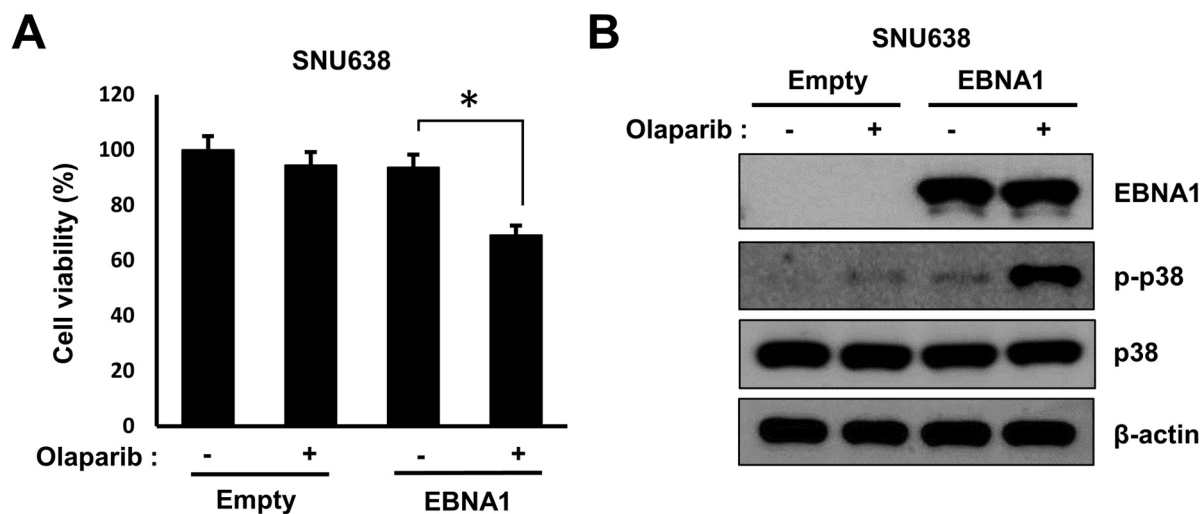 A
SNU638
*
Cell viability (%)
120
100
80
60
40
20
0
Olaparib : - + - +
Empty EBNA1
B
SNU638
Empty EBNA1
Olaparib : - + - +
EBNA1
p-p38
p38
β-actin